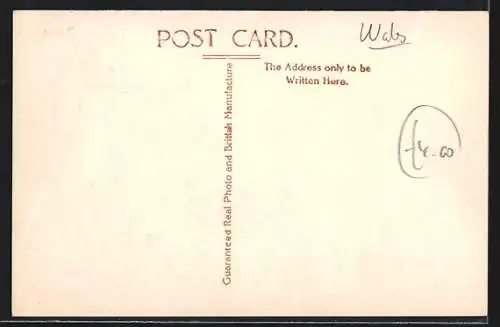 POST CARD.
Wales
The Address only to be
Written Here.
Guaranteed Real Photo and British Manufacture
£4-00